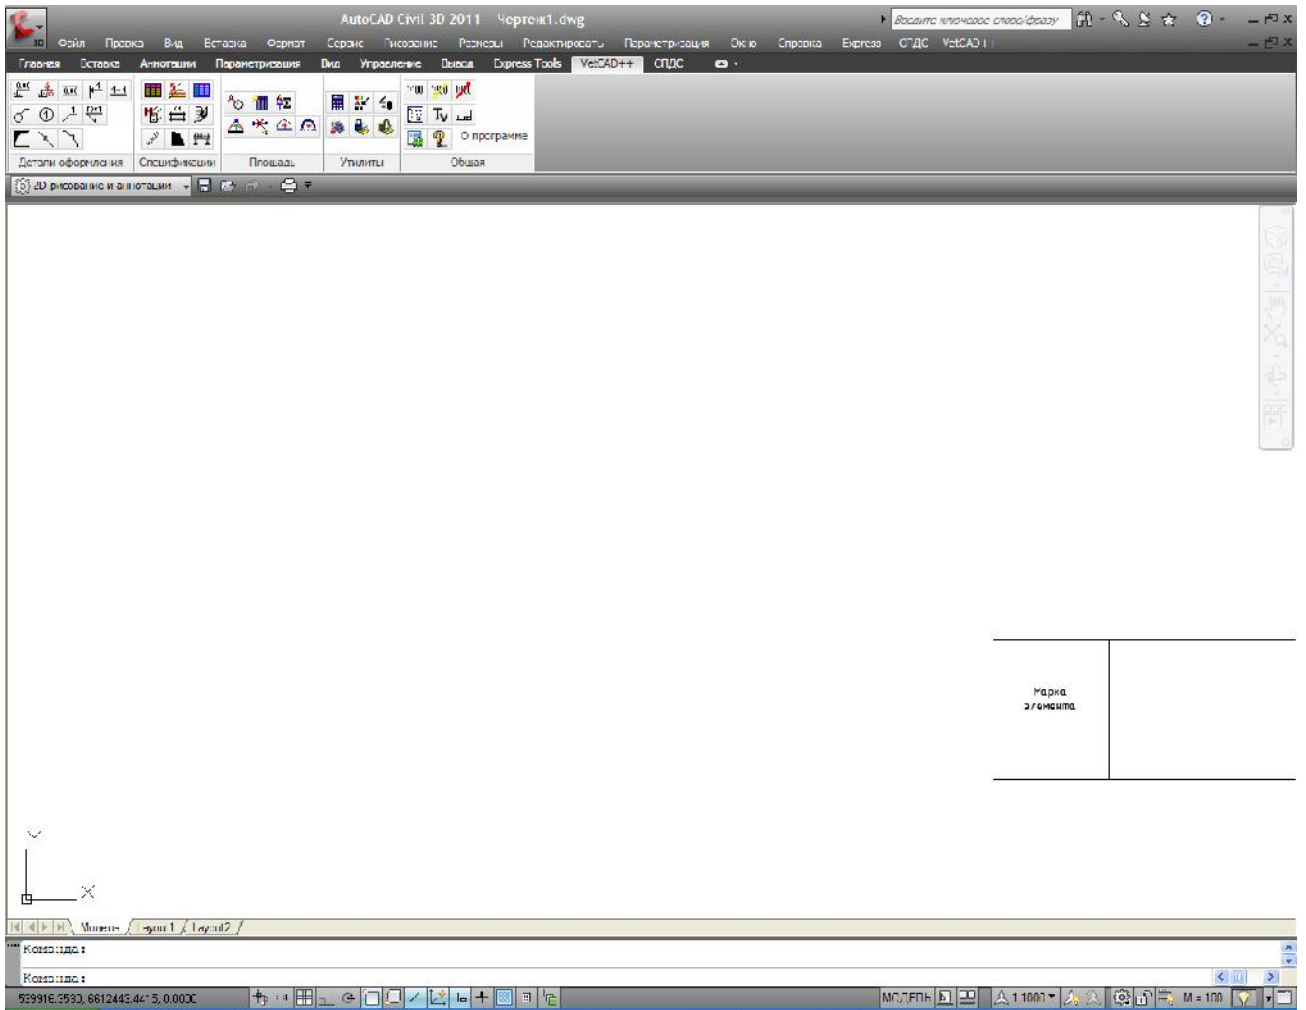 AutoCAD Civil 3D 2011 Чертеж1.dwg
Введите ключевое слово/фразу
Файл Правка Вид Вставка Формат Сервис Рисование Размеры Редактировать Параметризация Окно Справка Express СПДС VetCAD++
Главная Вставка Аннотации Параметризация Вид Управление Вывод Express Tools VetCAD++ СПДС
О программе
Детали оформления Спецификации Площадь Утилиты Общая
2D рисование и аннотации
Марка
элемента
Y
X
Модель Layout1 Layout2
Команда:
Команда:
МОДЕЛЬ 1:1000 М = 100